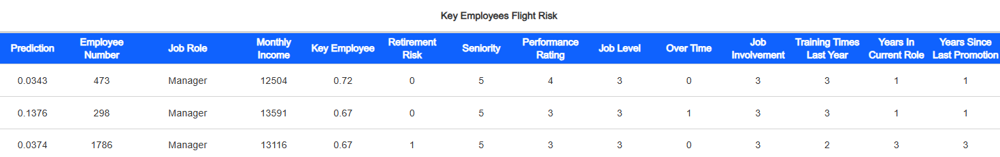 Key Employees Flight Risk
Prediction Employee Number Job Role Monthly Income Key Employee Retirement Risk Seniority Performance Rating Job Level Over Time Job Involvement Training Times Last Year Years In Current Role Years Since Last Promotion
0.0343 473 Manager 12504 0.72 0 5 4 3 0 3 3 1 1
0.1376 298 Manager 13591 0.67 0 5 3 3 1 3 3 1 1
0.0374 1786 Manager 13116 0.67 1 5 3 3 0 3 2 3 3